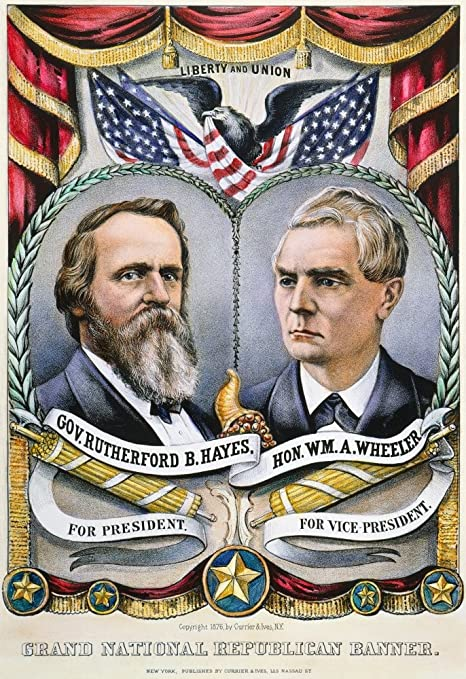 LIBERTY AND UNION
GOV. RUTHERFORD B. HAYES.
HON. WM. A. WHEELER
FOR PRESIDENT.
FOR VICE-PRESIDENT.
Copyright 1876, by Currier & Ives, N.Y.
GRAND NATIONAL REPUBLICAN BANNER.
NEW YORK, PUBLISHED BY CURRIER & IVES, 125 NASSAU ST.